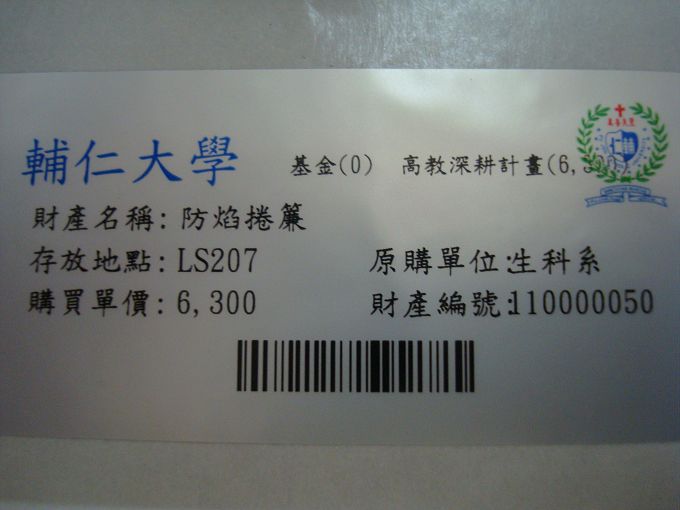 輔仁大學 基金(0) 高教深耕計畫(6,300
財產名稱: 防焰捲簾
存放地點: LS207 原購單位:生科系
購買單價: 6,300 財產編號:110000050